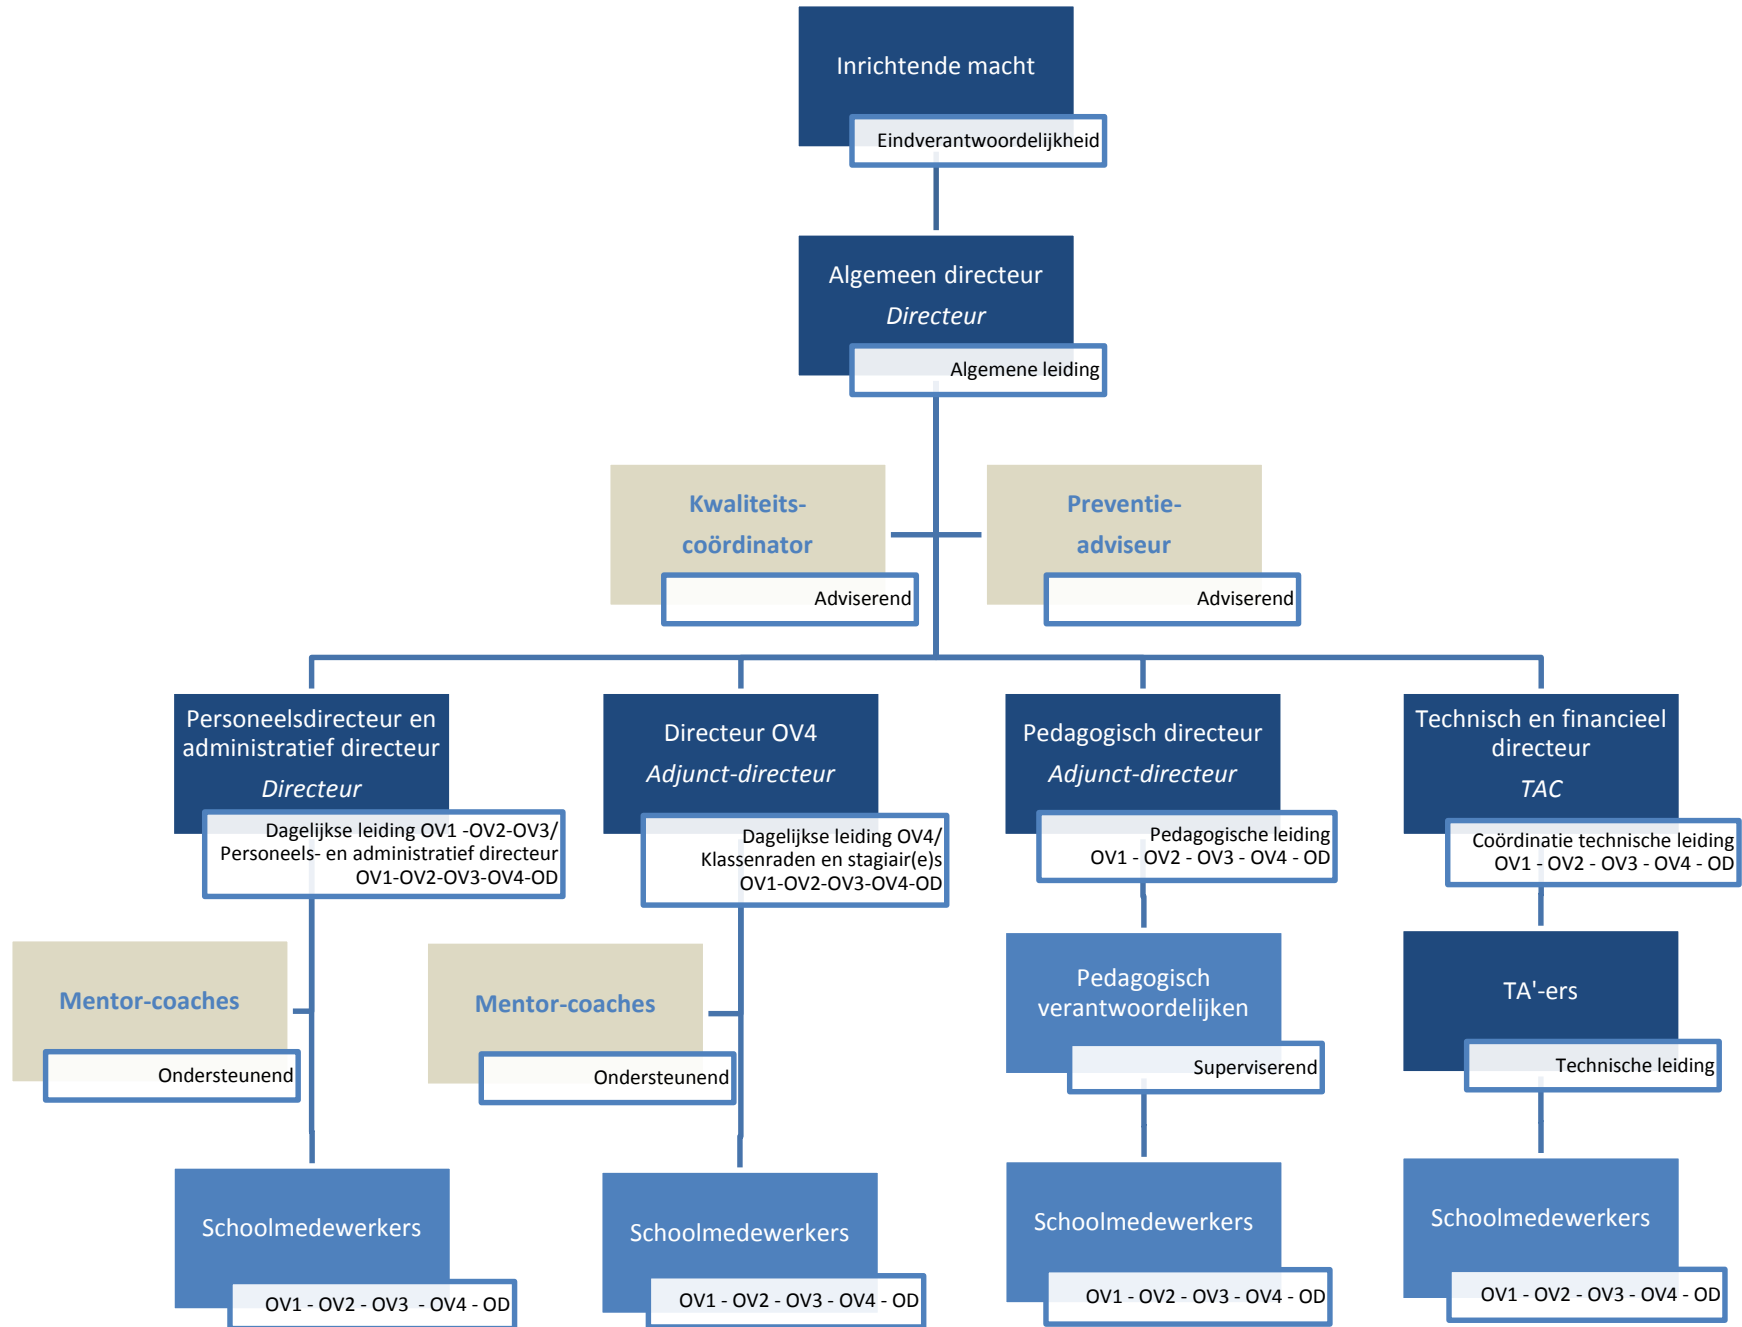 Inrichtende macht
Eindverantwoordelijkheid
Algemeen directeur
Directeur
Algemene leiding
Kwaliteits-
coördinator
Adviserend
Preventie-
adviseur
Adviserend
Personeelsdirecteur en
administratief directeur
Directeur
Dagelijkse leiding OV1 -OV2-OV3/
Personeels- en administratief directeur
OV1-OV2-OV3-OV4-OD
Directeur OV4
Adjunct-directeur
Dagelijkse leiding OV4/
Klassenraden en stagiair(e)s
OV1-OV2-OV3-OV4-OD
Pedagogisch directeur
Adjunct-directeur
Pedagogische leiding
OV1 - OV2 - OV3 - OV4 - OD
Technisch en financieel
directeur
TAC
Coördinatie technische leiding
OV1 - OV2 - OV3 - OV4 - OD
Mentor-coaches
Ondersteunend
Mentor-coaches
Ondersteunend
Pedagogisch
verantwoordelijken
Superviserend
TA'-ers
Technische leiding
Schoolmedewerkers
OV1 - OV2 - OV3 - OV4 - OD
Schoolmedewerkers
OV1 - OV2 - OV3 - OV4 - OD
Schoolmedewerkers
OV1 - OV2 - OV3 - OV4 - OD
Schoolmedewerkers
OV1 - OV2 - OV3 - OV4 - OD